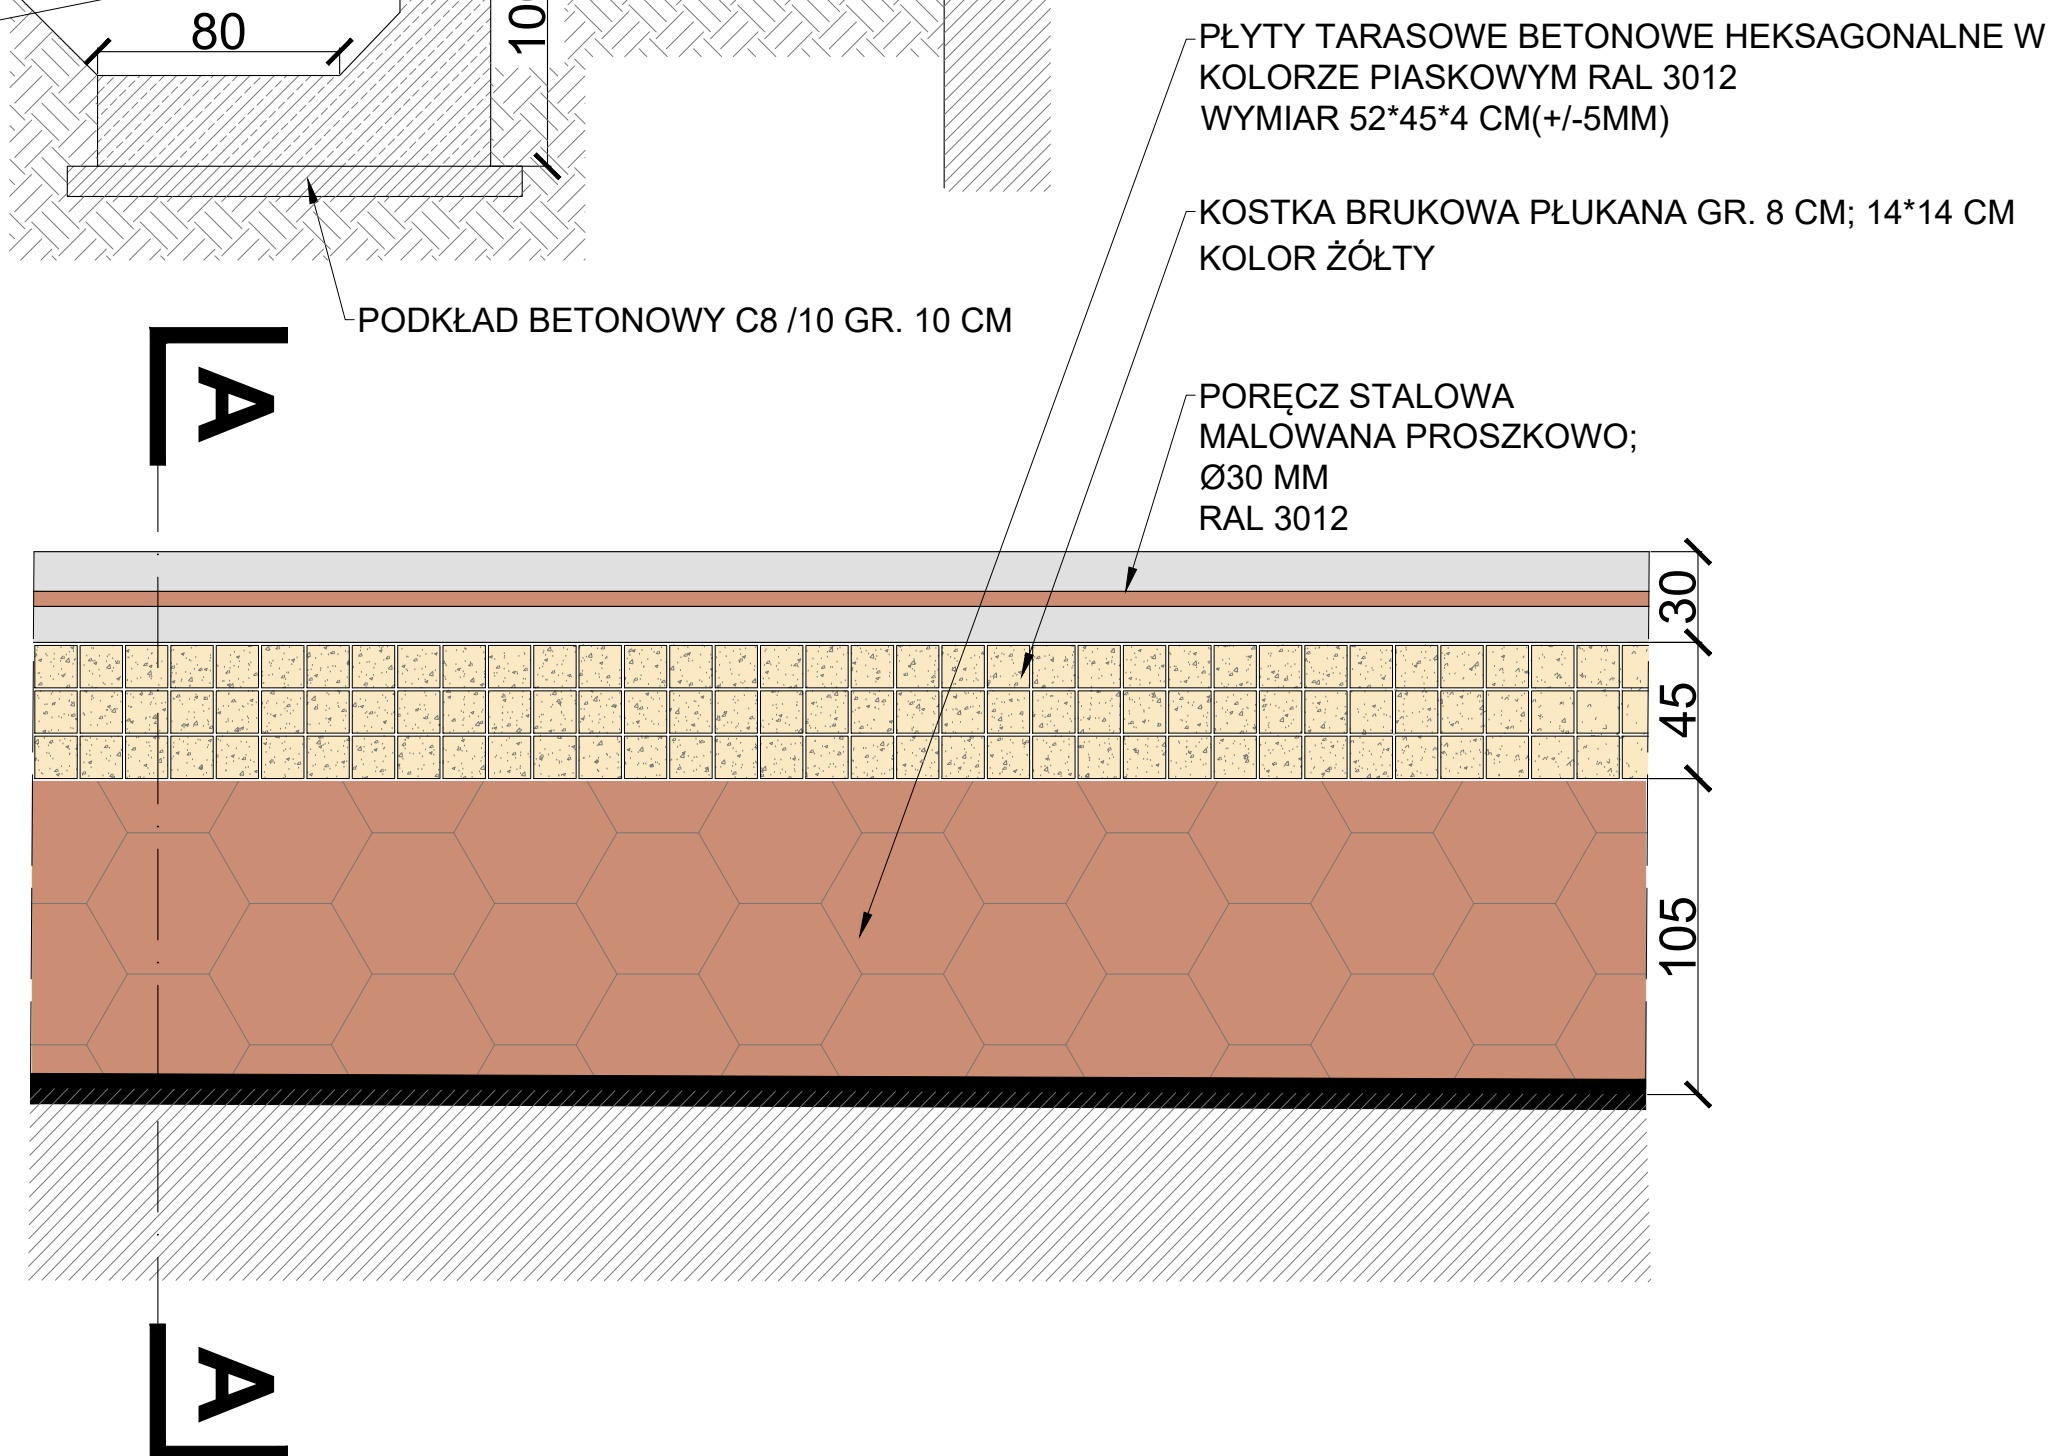 80
PŁYTY TARASOWE BETONOWE HEKSAGONALNE W
KOLORZE PIASKOWYM RAL 3012
WYMIAR 52*45*4 CM(+/-5MM)
KOSTKA BRUKOWA PŁUKANA GR. 8 CM; 14*14 CM
KOLOR ŻÓŁTY
PODKŁAD BETONOWY C8 /10 GR. 10 CM
A
PORĘCZ STALOWA
MALOWANA PROSZKOWO;
Ø30 MM
RAL 3012
30
45
105
A